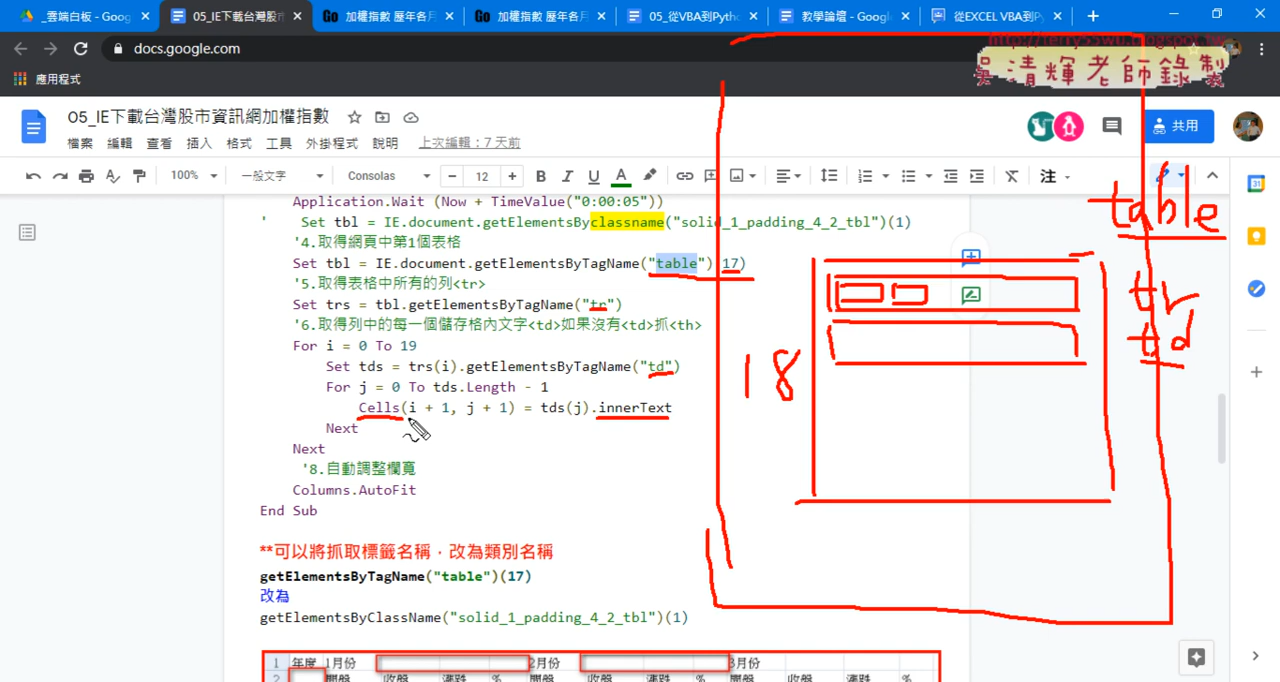 _雲端白板 - Goog
05_IE下載台灣股市
加權指數 歷年各月
加權指數 歷年各月
05_從VBA到Pytho
教學論壇 - Google
從EXCEL VBA到Py
docs.google.com
http://terry55wu.blogspot
吳清輝老師錄製
應用程式
05_IE下載台灣股市資訊網加權指數
共用
檔案 編輯 查看 插入 格式 工具 外掛程式 說明 上次編輯：7 天前
100% 一般文字 Consolas 12 B I U A 注
table
Application.Wait (Now + TimeValue("0:00:05"))
' Set tbl = IE.document.getElementsByclassname("solid_1_padding_4_2_tbl")(1)
'4.取得網頁中第1個表格
Set tbl = IE.document.getElementsByTagName("table") 17)
'5.取得表格中所有的列<tr>
tr
Set trs = tbl.getElementsByTagName("tr")
'6.取得列中的每一個儲存格內文字<td>如果沒有<td>抓<th>
td
For i = 0 To 19
Set tds = trs(i).getElementsByTagName("td")
18
For j = 0 To tds.Length - 1
Cells(i + 1, j + 1) = tds(j).innerText
Next
Next
'8.自動調整欄寬
Columns.AutoFit
End Sub
**可以將抓取標籤名稱，改為類別名稱
getElementsByTagName("table")(17)
改為
getElementsByClassName("solid_1_padding_4_2_tbl")(1)
1 年度 1月份 2月份 3月份
2 開盤 收盤 漲跌 % 開盤 收盤 漲跌 % 開盤 收盤 漲跌 %